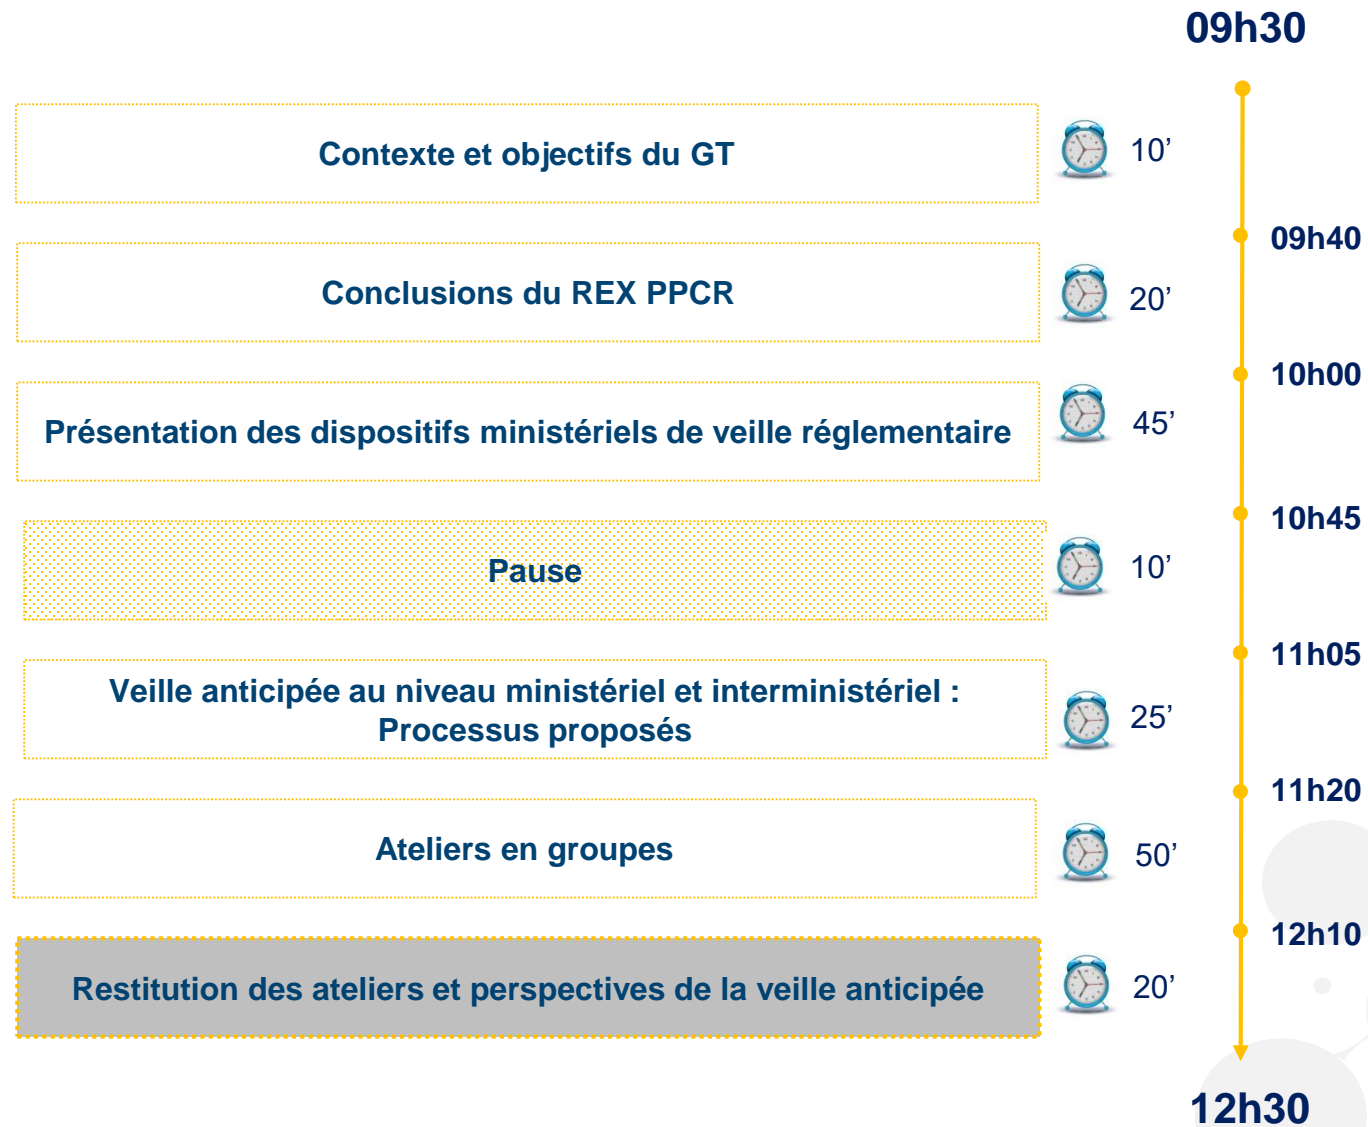 09h30
Contexte et objectifs du GT
10’
09h40
Conclusions du REX PPCR
20’
10h00
Présentation des dispositifs ministériels de veille réglementaire
45’
10h45
Pause
10’
11h05
Veille anticipée au niveau ministériel et interministériel :
Processus proposés
25’
11h20
Ateliers en groupes
50’
12h10
Restitution des ateliers et perspectives de la veille anticipée
20’
12h30